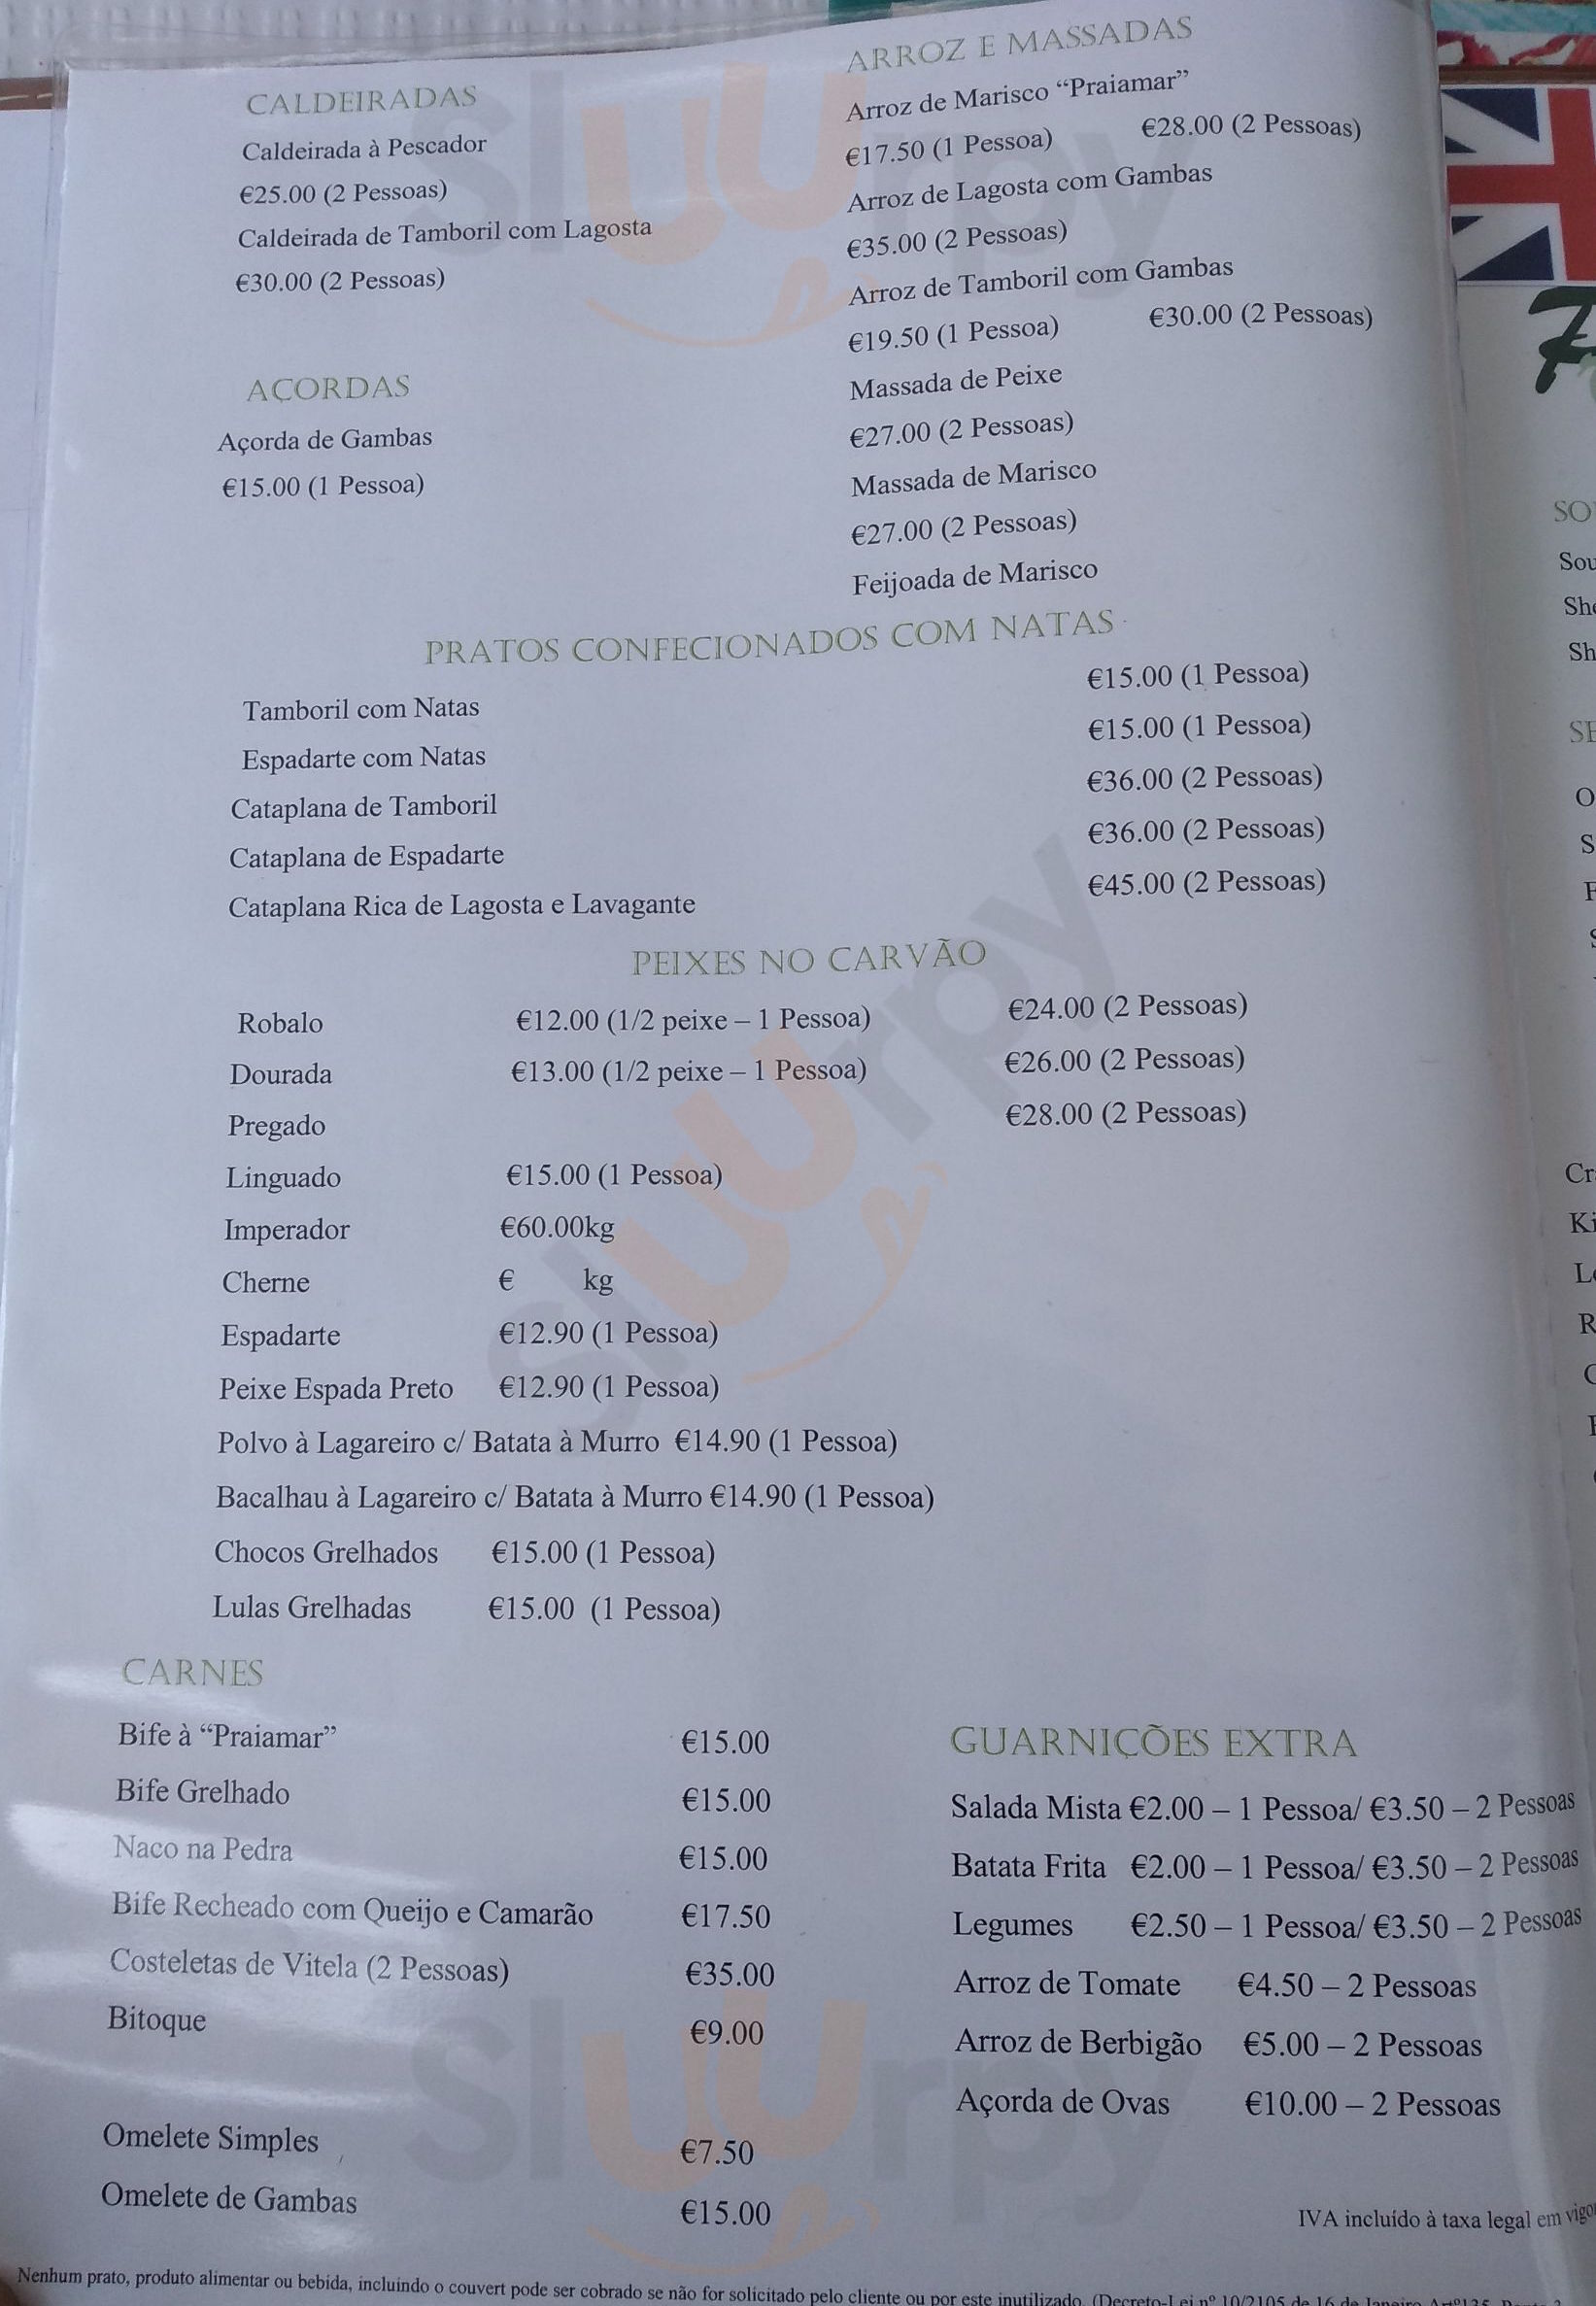 CALDEIRADAS
Caldeirada à Pescador
€25.00 (2 Pessoas)
Caldeirada de Tamboril com Lagosta
€30.00 (2 Pessoas)
AÇORDAS
Açorda de Gambas
€15.00 (1 Pessoa)
ARROZ E MASSADAS
Arroz de Marisco “Praiamar”
€17.50 (1 Pessoa) €28.00 (2 Pessoas)
Arroz de Lagosta com Gambas
€35.00 (2 Pessoas)
Arroz de Tamboril com Gambas
€19.50 (1 Pessoa) €30.00 (2 Pessoas)
Massada de Peixe
€27.00 (2 Pessoas)
Massada de Marisco
€27.00 (2 Pessoas)
Feijoada de Marisco
PRATOS CONFECIONADOS COM NATAS
Tamboril com Natas €15.00 (1 Pessoa)
Espadarte com Natas €15.00 (1 Pessoa)
Cataplana de Tamboril €36.00 (2 Pessoas)
Cataplana de Espadarte €36.00 (2 Pessoas)
Cataplana Rica de Lagosta e Lavagante €45.00 (2 Pessoas)
PEIXES NO CARVÃO
Robalo €12.00 (1/2 peixe – 1 Pessoa) €24.00 (2 Pessoas)
Dourada €13.00 (1/2 peixe – 1 Pessoa) €26.00 (2 Pessoas)
Pregado €28.00 (2 Pessoas)
Linguado €15.00 (1 Pessoa)
Imperador €60.00kg
Cherne € kg
Espadarte €12.90 (1 Pessoa)
Peixe Espada Preto €12.90 (1 Pessoa)
Polvo à Lagareiro c/ Batata à Murro €14.90 (1 Pessoa)
Bacalhau à Lagareiro c/ Batata à Murro €14.90 (1 Pessoa)
Chocos Grelhados €15.00 (1 Pessoa)
Lulas Grelhadas €15.00 (1 Pessoa)
CARNES
Bife à “Praiamar” €15.00
Bife Grelhado €15.00
Naco na Pedra €15.00
Bife Recheado com Queijo e Camarão €17.50
Costeletas de Vitela (2 Pessoas) €35.00
Bitoque €9.00
Omelete Simples €7.50
Omelete de Gambas €15.00
GUARNIÇÕES EXTRA
Salada Mista €2.00 – 1 Pessoa/ €3.50 – 2 Pessoas
Batata Frita €2.00 – 1 Pessoa/ €3.50 – 2 Pessoas
Legumes €2.50 – 1 Pessoa/ €3.50 – 2 Pessoas
Arroz de Tomate €4.50 – 2 Pessoas
Arroz de Berbigão €5.00 – 2 Pessoas
Açorda de Ovas €10.00 – 2 Pessoas
IVA incluído à taxa legal em
Nenhum prato, produto alimentar ou bebida, incluindo o couvert pode ser cobrado se não for solicitado pelo cliente ou por este inutilizado. (Decreto-Lei nº 10/2105 de 16 de Janeiro
sluurpy
sluurpy
sluurpy